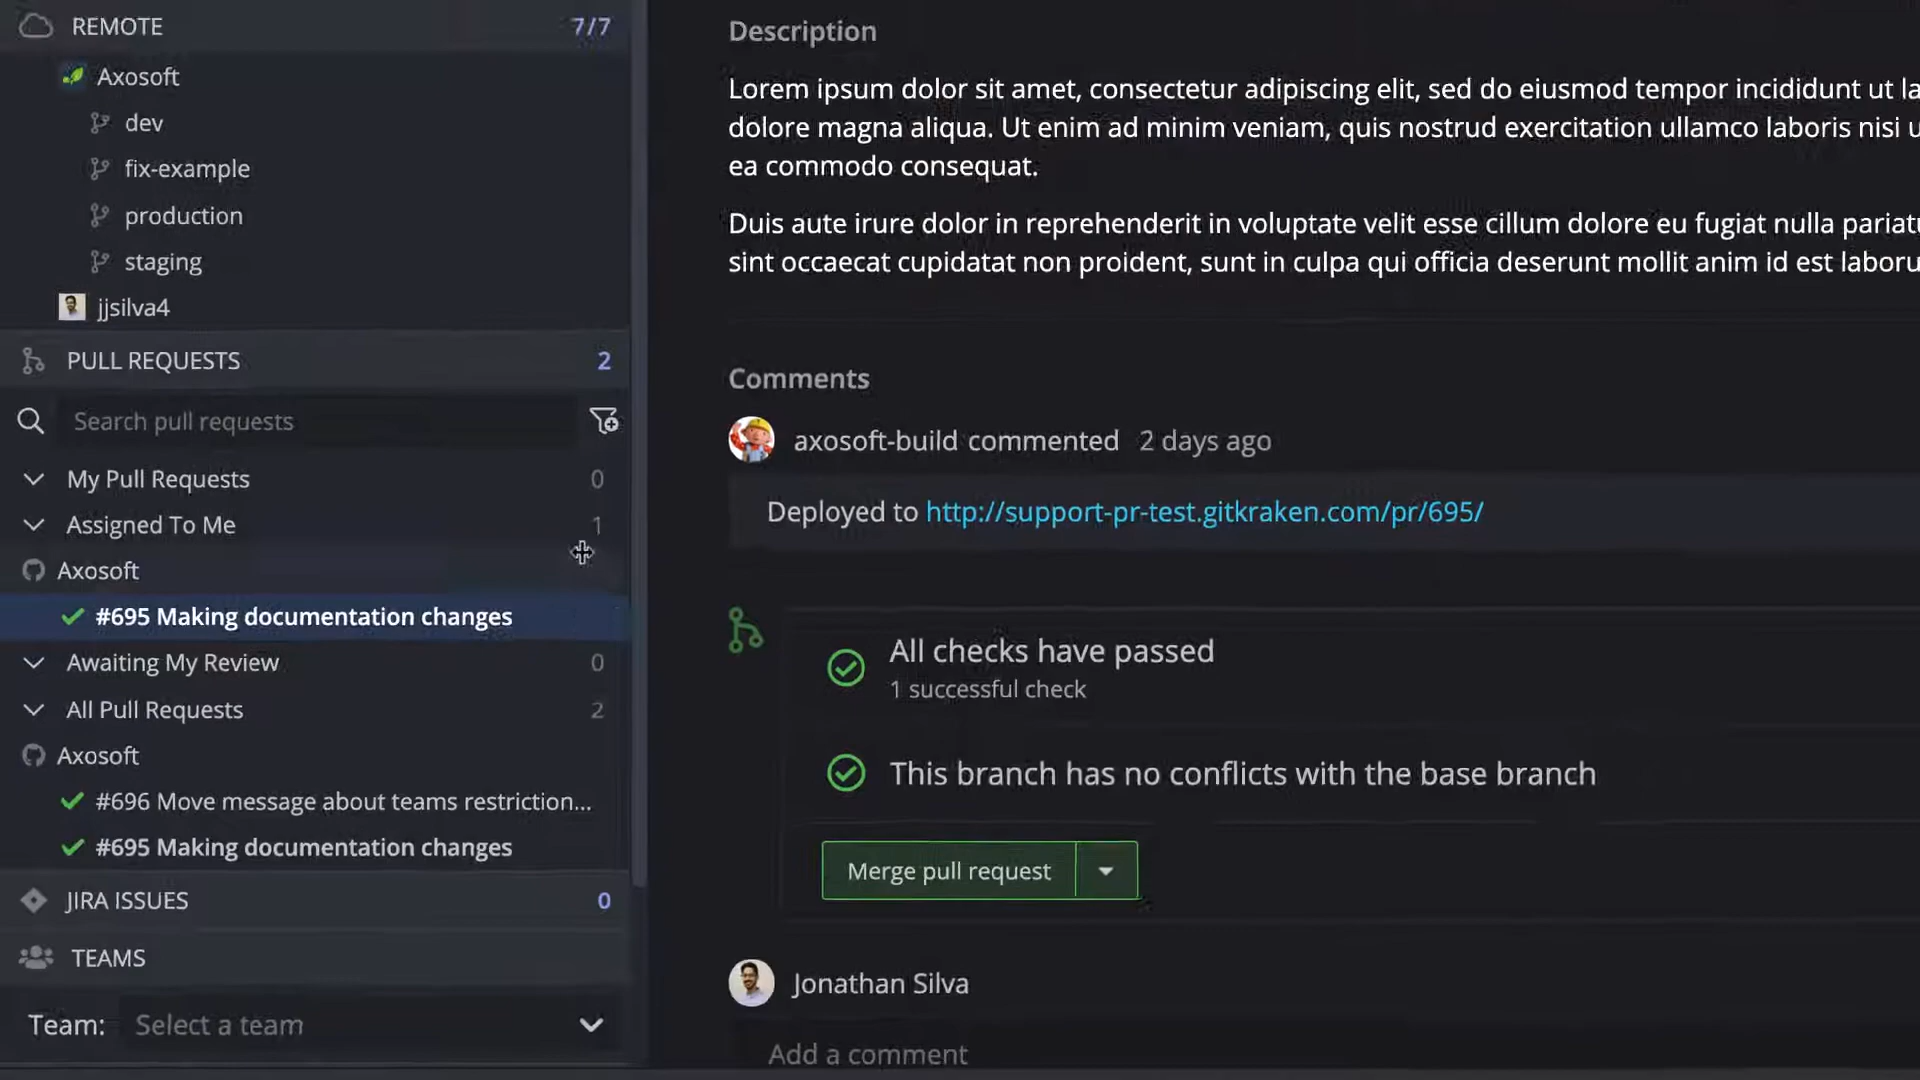 REMOTE 7/7
Axosoft
dev
fix-example
production
staging
jjsilva4
PULL REQUESTS 2
Search pull requests
My Pull Requests 0
Assigned To Me 1
Axosoft
#695 Making documentation changes
Awaiting My Review 0
All Pull Requests 2
Axosoft
#696 Move message about teams restriction...
#695 Making documentation changes
JIRA ISSUES 0
TEAMS
Team: Select a team
Description
Lorem ipsum dolor sit amet, consectetur adipiscing elit, sed do eiusmod tempor incididunt ut la
dolore magna aliqua. Ut enim ad minim veniam, quis nostrud exercitation ullamco laboris nisi u
ea commodo consequat.
Duis aute irure dolor in reprehenderit in voluptate velit esse cillum dolore eu fugiat nulla pariatu
sint occaecat cupidatat non proident, sunt in culpa qui officia deserunt mollit anim id est laboru
Comments
axosoft-build commented 2 days ago
Deployed to http://support-pr-test.gitkraken.com/pr/695/
All checks have passed
1 successful check
This branch has no conflicts with the base branch
Merge pull request
Jonathan Silva
Add a comment